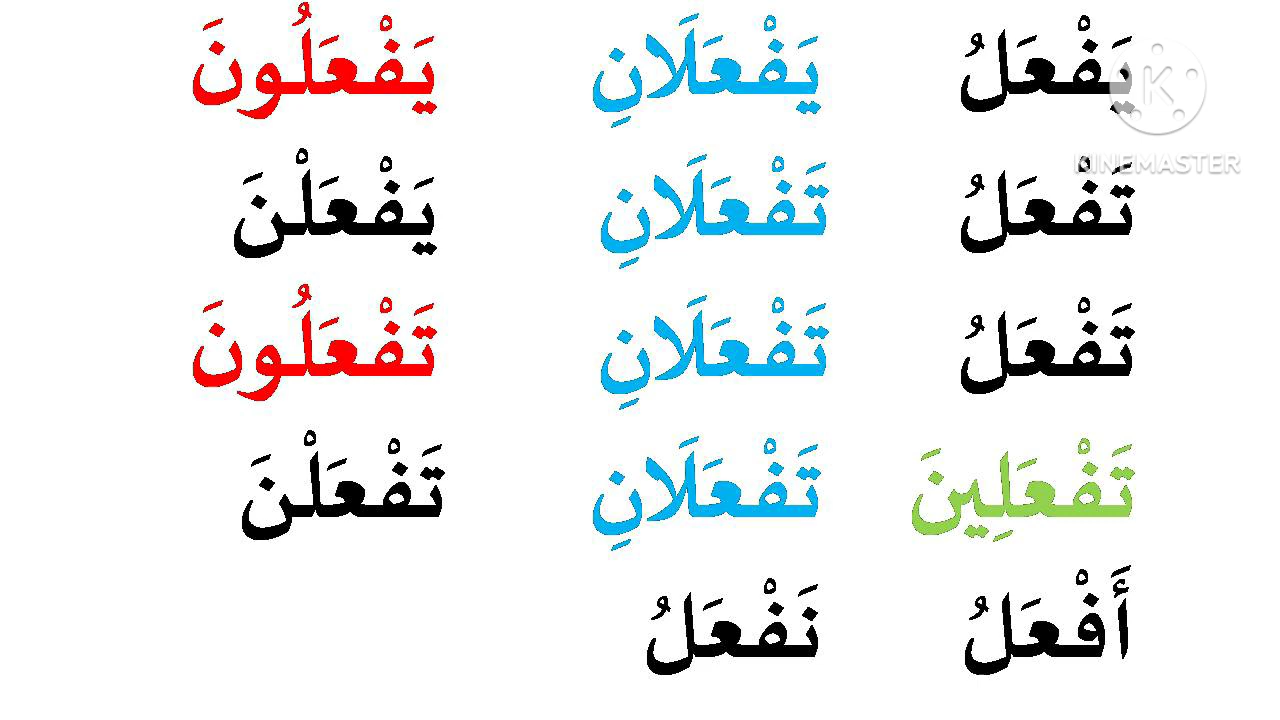 يَفْعَلُ يَفْعَلَانِ يَفْعَلُونَ
KINEMASTER
تَفْعَلُ تَفْعَلَانِ يَفْعَلْنَ
تَفْعَلُ تَفْعَلَانِ تَفْعَلُونَ
تَفْعَلِينَ تَفْعَلَانِ تَفْعَلْنَ
أَفْعَلُ نَفْعَلُ